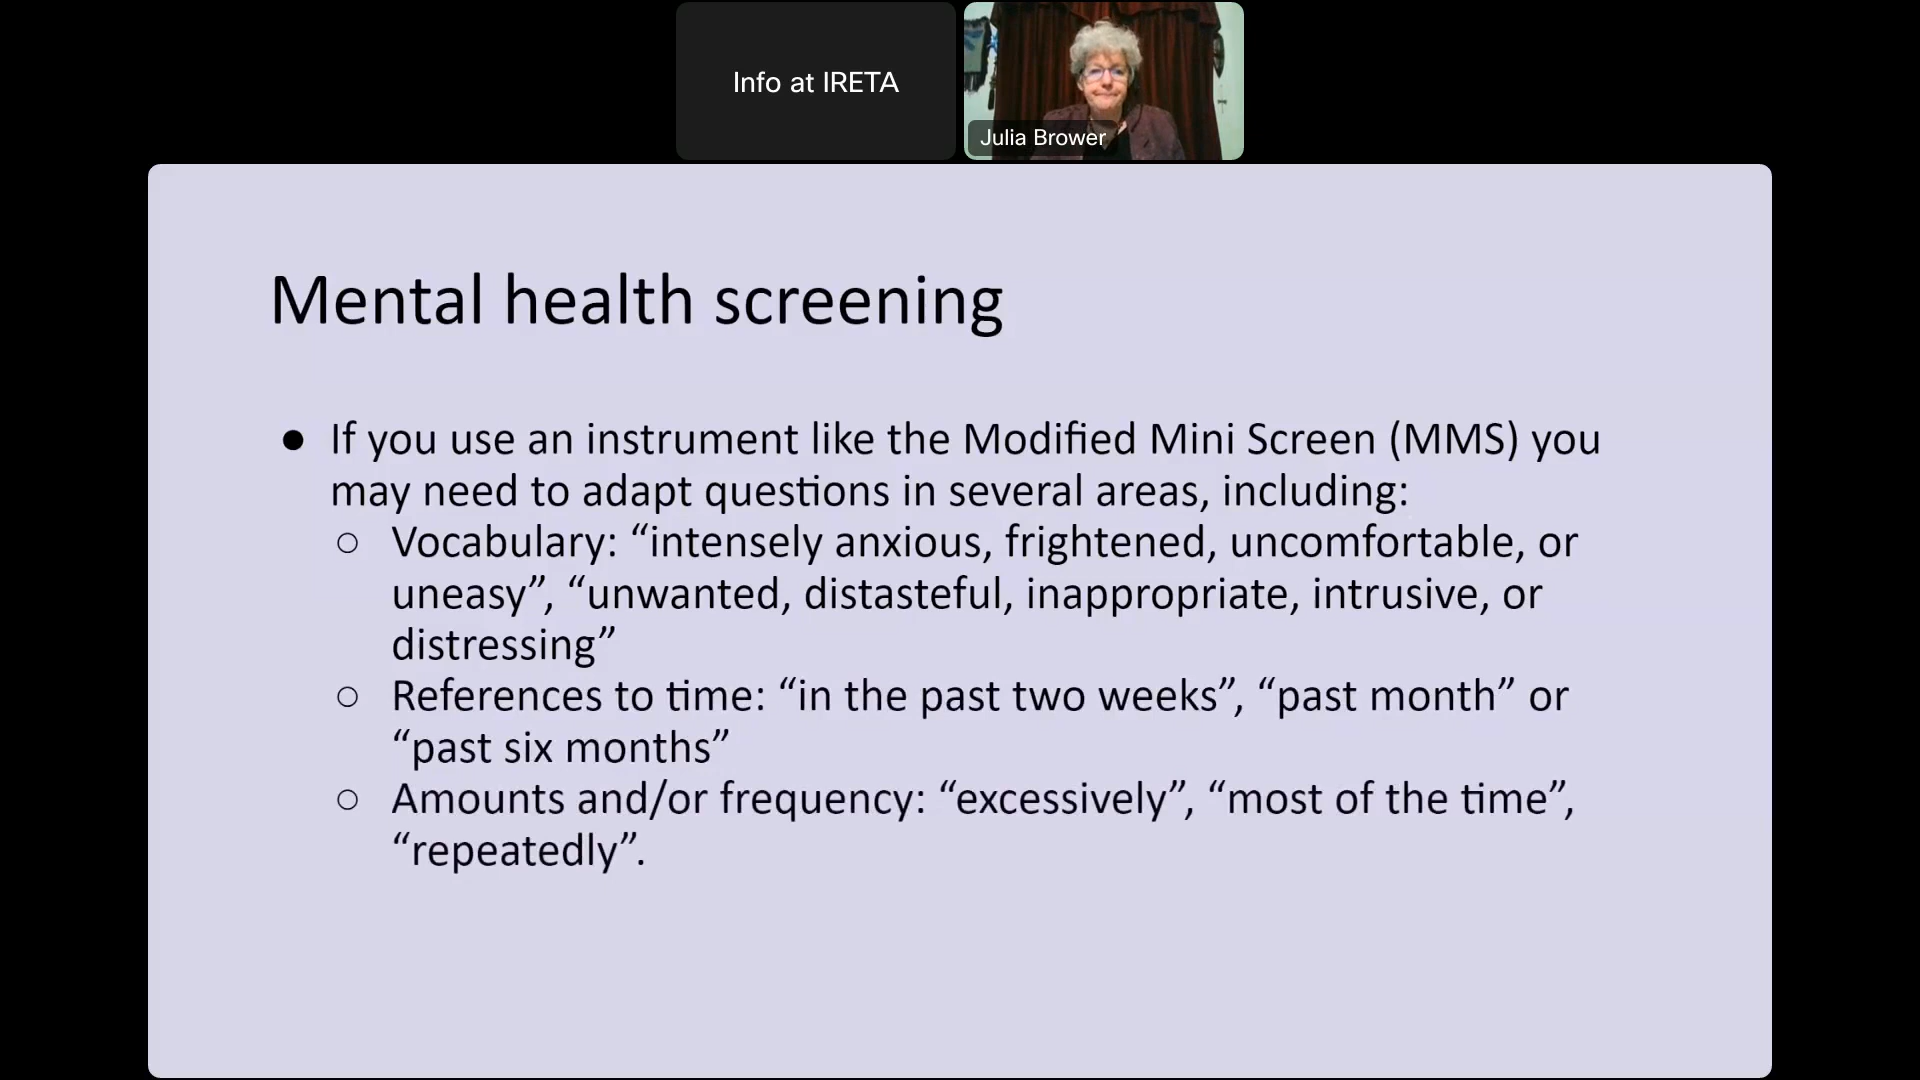 Info at IRETA
Julia Brower
Mental health screening
● If you use an instrument like the Modified Mini Screen (MMS) you
may need to adapt questions in several areas, including:
○ Vocabulary: “intensely anxious, frightened, uncomfortable, or
uneasy”, “unwanted, distasteful, inappropriate, intrusive, or
distressing”
○ References to time: “in the past two weeks”, “past month” or
“past six months”
○ Amounts and/or frequency: “excessively”, “most of the time”,
“repeatedly”.